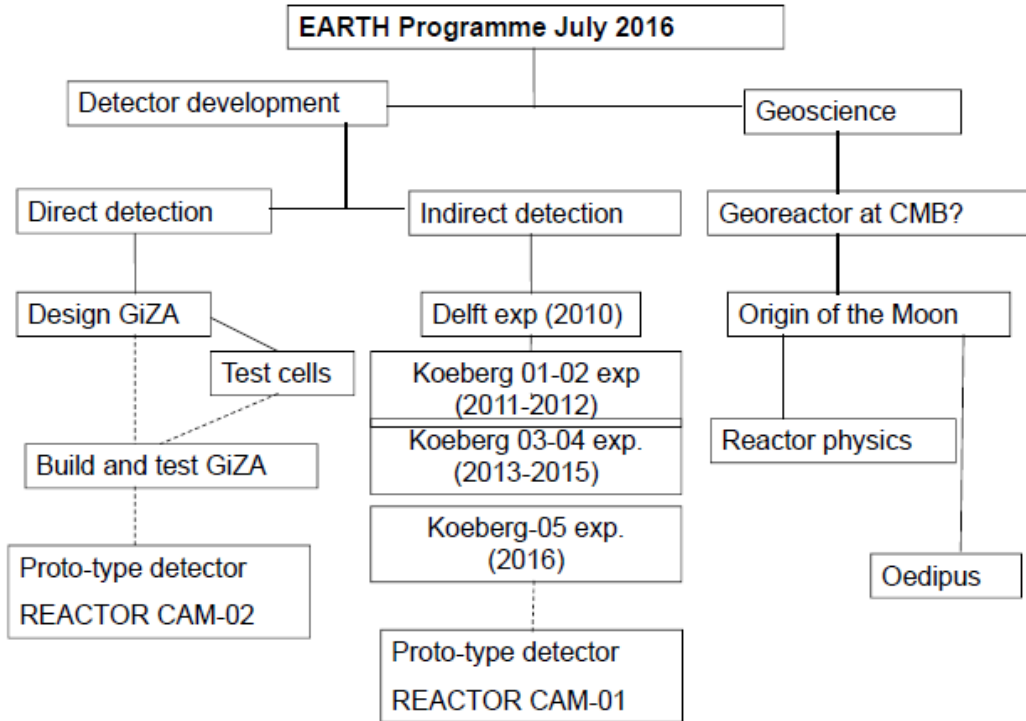 EARTH Programme July 2016
Detector development
Geoscience
Direct detection
Indirect detection
Georeactor at CMB?
Design GiZA
Delft exp (2010)
Origin of the Moon
Test cells
Koeberg 01-02 exp
(2011-2012)
Koeberg 03-04 exp.
(2013-2015)
Reactor physics
Build and test GiZA
Koeberg-05 exp.
(2016)
Proto-type detector
REACTOR CAM-02
Oedipus
Proto-type detector
REACTOR CAM-01